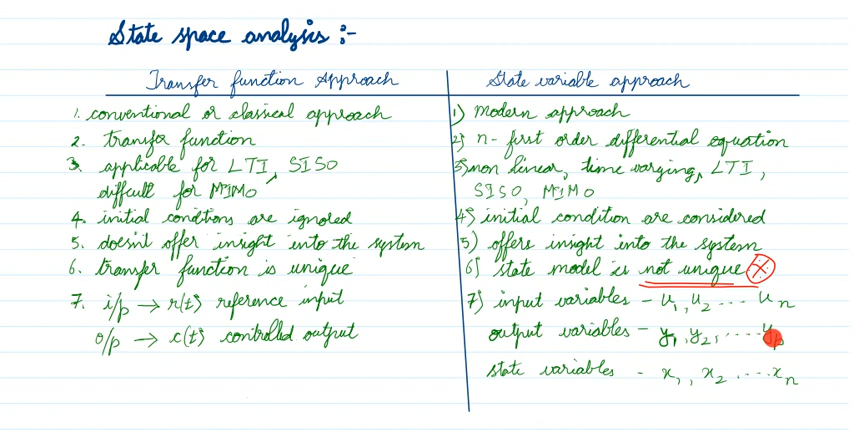 State space analysis :-
Transfer function Approach
1. conventional or classical approach
2. transfer function
3. applicable for LTI, SISO
difficult for MIMO
4. initial conditions are ignored
5. doesn't offer insight into the system
6. transfer function is unique
7. i/p → r(t) reference input
o/p → c(t) controlled output
State variable approach
1) modern approach
2) n - first order differential equation
3) non linear, time varying, LTI,
SISO, MIMO
4) initial condition are considered
5) offers insight into the system
6) state model is not unique
7) input variables - u1, u2 .... un
output variables - y1, y2, .....yp
state variables - x1, x2 .....xn